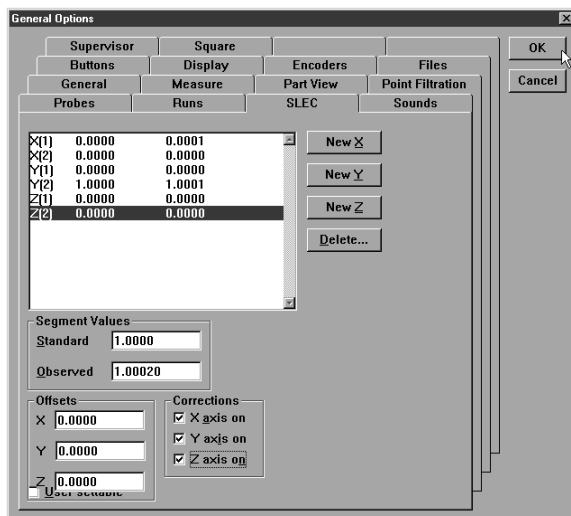 General Options
Supervisor Square
Buttons Display Encoders Files
General Measure Part View Point Filtration
Probes Runs SLEC Sounds
OK
Cancel
X(1) 0.0000 0.0001
X(2) 0.0000 0.0000
Y(1) 0.0000 0.0000
Y(2) 1.0000 1.0001
Z(1) 0.0000 0.0000
Z(2) 0.0000 0.0000
New X
New Y
New Z
Delete...
Segment Values
Standard 1.0000
Observed 1.00020
Offsets
X 0.0000
Y 0.0000
Z 0.0000
User settable
Corrections
X axis on
Y axis on
Z axis on